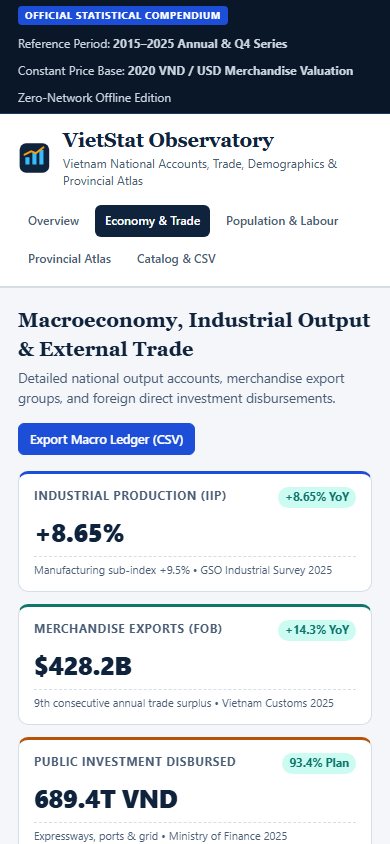 OFFICIAL STATISTICAL COMPENDIUM
Reference Period: 2015–2025 Annual & Q4 Series
Constant Price Base: 2020 VND / USD Merchandise Valuation
Zero-Network Offline Edition
VietStat Observatory
Vietnam National Accounts, Trade, Demographics &
Provincial Atlas
Overview
Economy & Trade
Population & Labour
Provincial Atlas
Catalog & CSV
Macroeconomy, Industrial Output
& External Trade
Detailed national output accounts, merchandise export
groups, and foreign direct investment disbursements.
Export Macro Ledger (CSV)
INDUSTRIAL PRODUCTION (IIP)
+8.65% YoY
+8.65%
Manufacturing sub-index +9.5% • GSO Industrial Survey 2025
MERCHANDISE EXPORTS (FOB)
+14.3% YoY
$428.2B
9th consecutive annual trade surplus • Vietnam Customs 2025
PUBLIC INVESTMENT DISBURSED
93.4% Plan
689.4T VND
Expressways, ports & grid • Ministry of Finance 2025